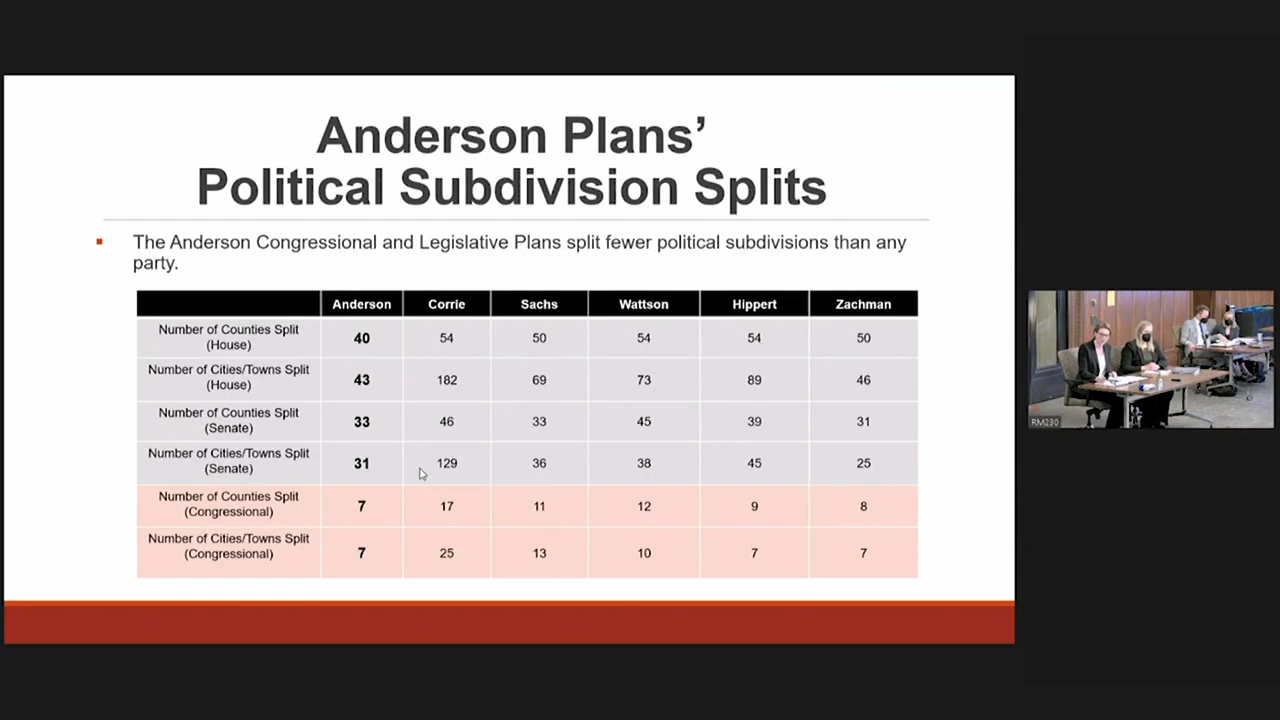 Anderson Plans’
Political Subdivision Splits
The Anderson Congressional and Legislative Plans split fewer political subdivisions than any
party.
Anderson Corrie Sachs Wattson Hippert Zachman
Number of Counties Split
(House)
40 54 50 54 54 50
Number of Cities/Towns Split
(House)
43 182 69 73 89 46
Number of Counties Split
(Senate)
33 46 33 45 39 31
Number of Cities/Towns Split
(Senate)
31 129 36 38 45 25
Number of Counties Split
(Congressional)
7 17 11 12 9 8
Number of Cities/Towns Split
(Congressional)
7 25 13 10 7 7
RM230